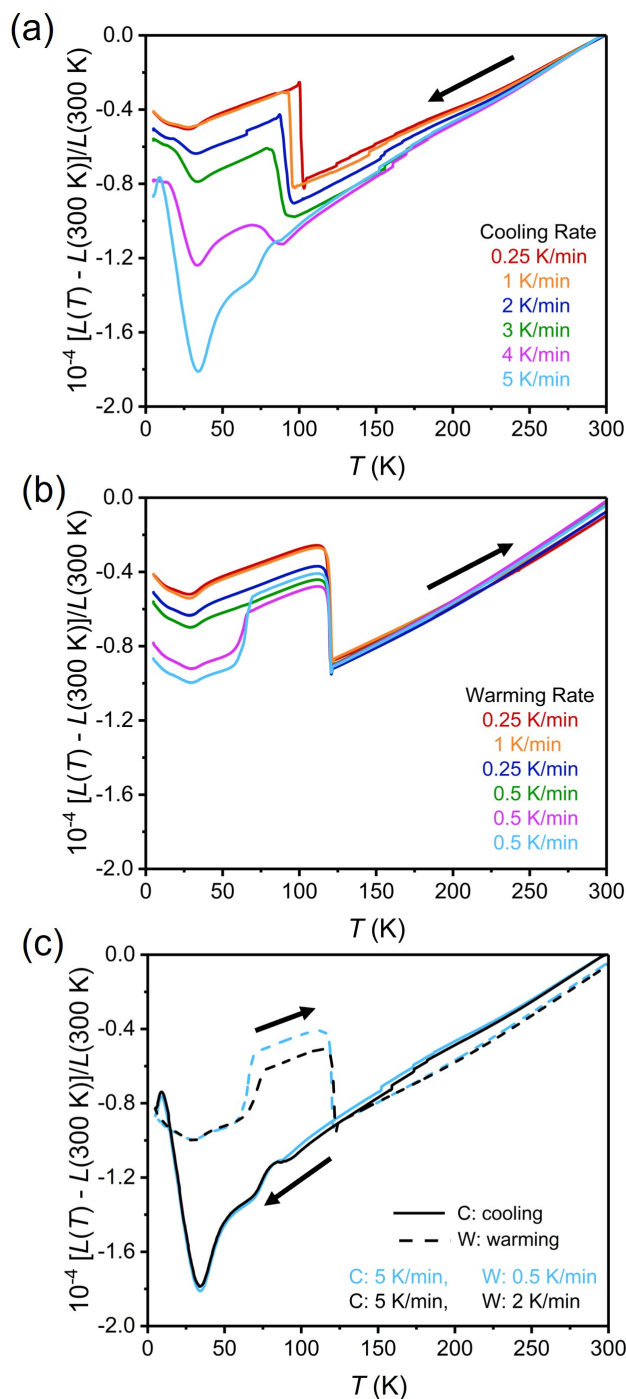 (a)
10⁻⁴ [L(T) - L(300 K)]/L(300 K)
0.0
-0.4
-0.8
-1.2
-1.6
-2.0
Cooling Rate
0.25 K/min
1 K/min
2 K/min
3 K/min
4 K/min
5 K/min
0 50 100 150 200 250 300
T (K)
(b)
10⁻⁴ [L(T) - L(300 K)]/L(300 K)
0.0
-0.4
-0.8
-1.2
-1.6
-2.0
Warming Rate
0.25 K/min
1 K/min
0.25 K/min
0.5 K/min
0.5 K/min
0.5 K/min
0 50 100 150 200 250 300
T (K)
(c)
10⁻⁴ [L(T) - L(300 K)]/L(300 K)
0.0
-0.4
-0.8
-1.2
-1.6
-2.0
C: cooling
W: warming
C: 5 K/min, W: 0.5 K/min
C: 5 K/min, W: 2 K/min
0 50 100 150 200 250 300
T (K)